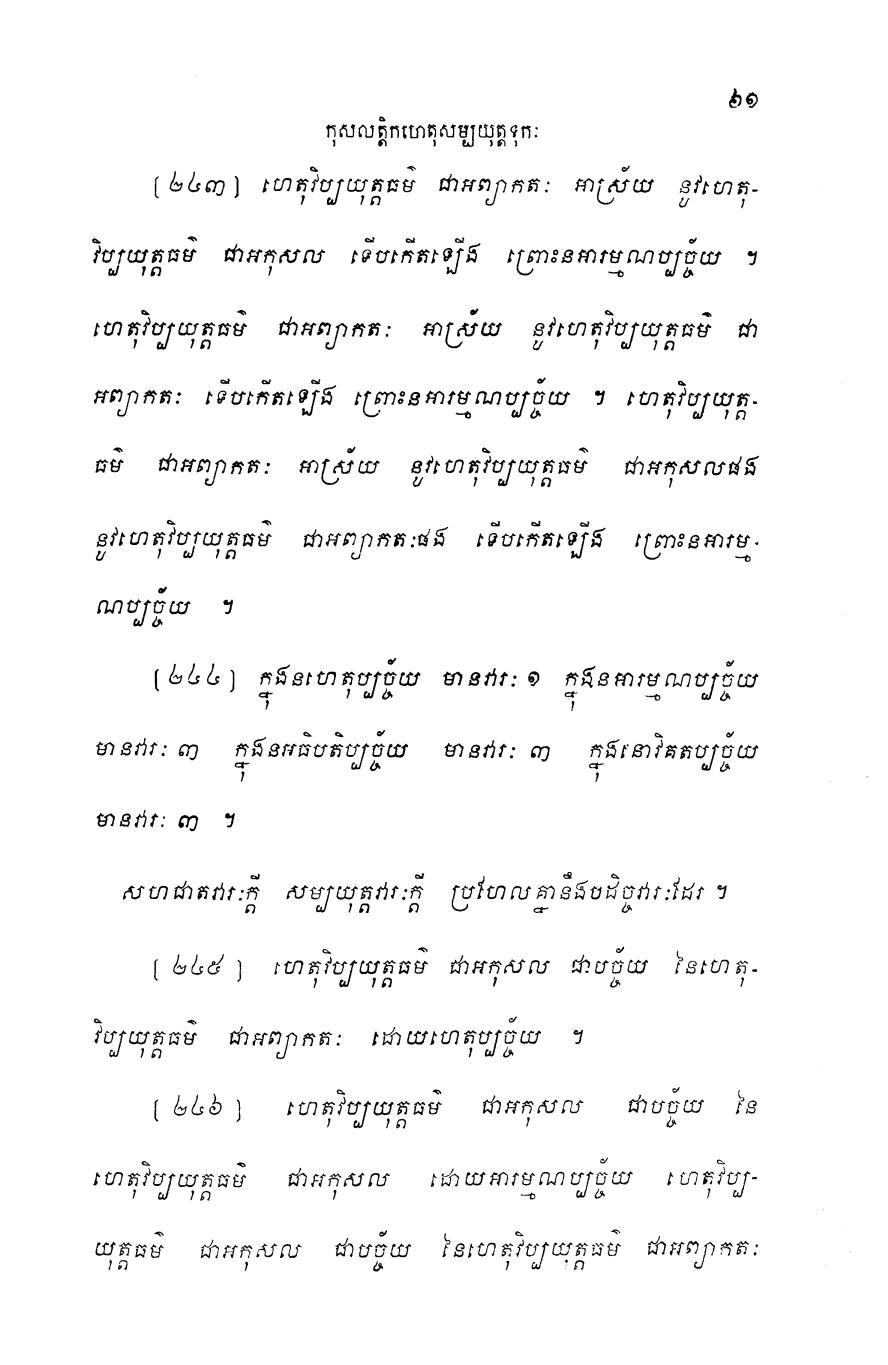 ៦១
កុសលត្តិកហេតុសម្បយុត្តទុកៈ
[២៤៣] ហេតុវិប្បយុត្តធម៌ ជាអព្យាកតៈ អាស្រ័យ នូវហេតុ-
វិប្បយុត្តធម៌ ជាអកុសល ទើបកើតឡើង ព្រោះនអារម្មណប្បច្ច័យ ។
ហេតុវិប្បយុត្តធម៌ ជាអព្យាកតៈ អាស្រ័យ នូវហេតុវិប្បយុត្តធម៌ ជា
អព្យាកតៈ ទើបកើតឡើង ព្រោះនអារម្មណប្បច្ច័យ ។ ហេតុវិប្បយុត្ត-
ធម៌ ជាអព្យាកតៈ អាស្រ័យ នូវហេតុវិប្បយុត្តធម៌ ជាអកុសលផង
នូវហេតុវិប្បយុត្តធម៌ ជាអព្យាកតៈផង ទើបកើតឡើង ព្រោះនអារម្ម-
ណប្បច្ច័យ ។
[២៤៤] ក្នុងនហេតុប្បច្ច័យ មានវារៈ ១ ក្នុងនអារម្មណប្បច្ច័យ
មានវារៈ ៣ ក្នុងនអធិបតិប្បច្ច័យ មានវារៈ ៣ ក្នុងនោវិគតប្បច្ច័យ
មានវារៈ ៣ ។
សហជាតវារៈក្តី សម្បយុត្តវារៈក្តី ប្រហែលគ្នានឹងបដិច្ចវារៈដែរ ។
[២៤៥] ហេតុវិប្បយុត្តធម៌ ជាអកុសល ជាបច្ច័យ នៃហេតុ-
វិប្បយុត្តធម៌ ជាអព្យាកតៈ ដោយហេតុប្បច្ច័យ ។
[២៤៦] ហេតុវិប្បយុត្តធម៌ ជាអកុសល ជាបច្ច័យ នៃ
ហេតុវិប្បយុត្តធម៌ ជាអកុសល ដោយអារម្មណប្បច្ច័យ ហេតុវិប្ប-
យុត្តធម៌ ជាអកុសល ជាបច្ច័យ នៃហេតុវិប្បយុត្តធម៌ ជាអព្យាកតៈ